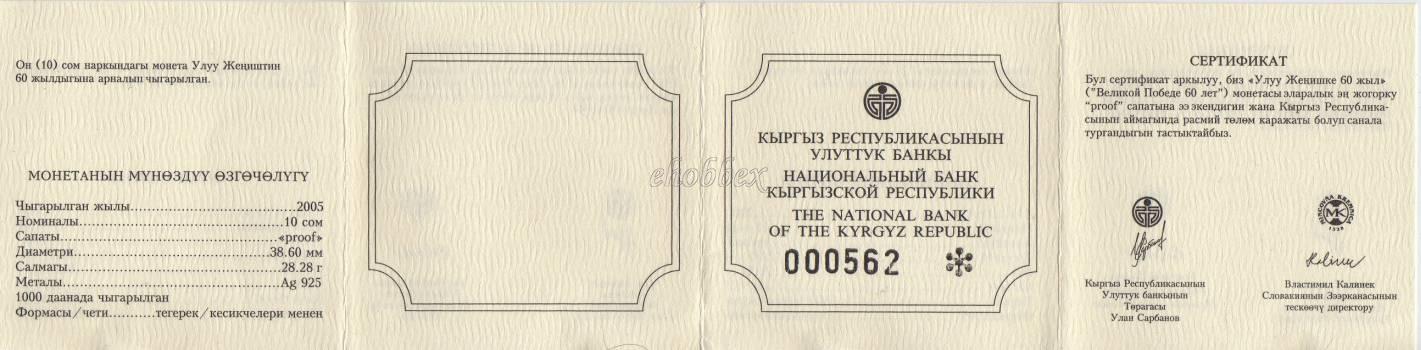 Он (10) сом наркындагы монета Улуу Жеңиштин
60 жылдыгына арналып чыгарылган.
МОНЕТАНЫН МҮНӨЗДҮҮ ӨЗГӨЧӨЛҮГҮ
Чыгарылган жылы........................................2005
Номиналы..................................................10 сом
Сапаты.....................................................«proof»
Диаметри................................................38.60 мм
Салмагы..................................................28.28 г
Металы...................................................Ag 925
1000 даанада чыгарылган
Формасы/чети...........тегерек/кесикчелери менен
ehobbex
КЫРГЫЗ РЕСПУБЛИКАСЫНЫН
УЛУТТУК БАНКЫ
НАЦИОНАЛЬНЫЙ БАНК
КЫРГЫЗСКОЙ РЕСПУБЛИКИ
THE NATIONAL BANK
OF THE KYRGYZ REPUBLIC
000562
СЕРТИФИКАТ
Бул сертификат аркылуу, биз «Улуу Жеңишке 60 жыл»
("Великой Победе 60 лет") монетасы эларалык эң жогорку
“proof” сапатына ээ экендигин жана Кыргыз Республика-
сынын аймагында расмий төлөм каражаты болуп санала
тургандыгын тастыктайбыз.
MINCOVŇA KREMNICA
MK
1328
Кыргыз Республикасынын
Улуттук банкынын
Төрагасы
Улан Сарбанов
Властимил Калинек
Словакиянын Зээрканасынын
тескөөчү директору